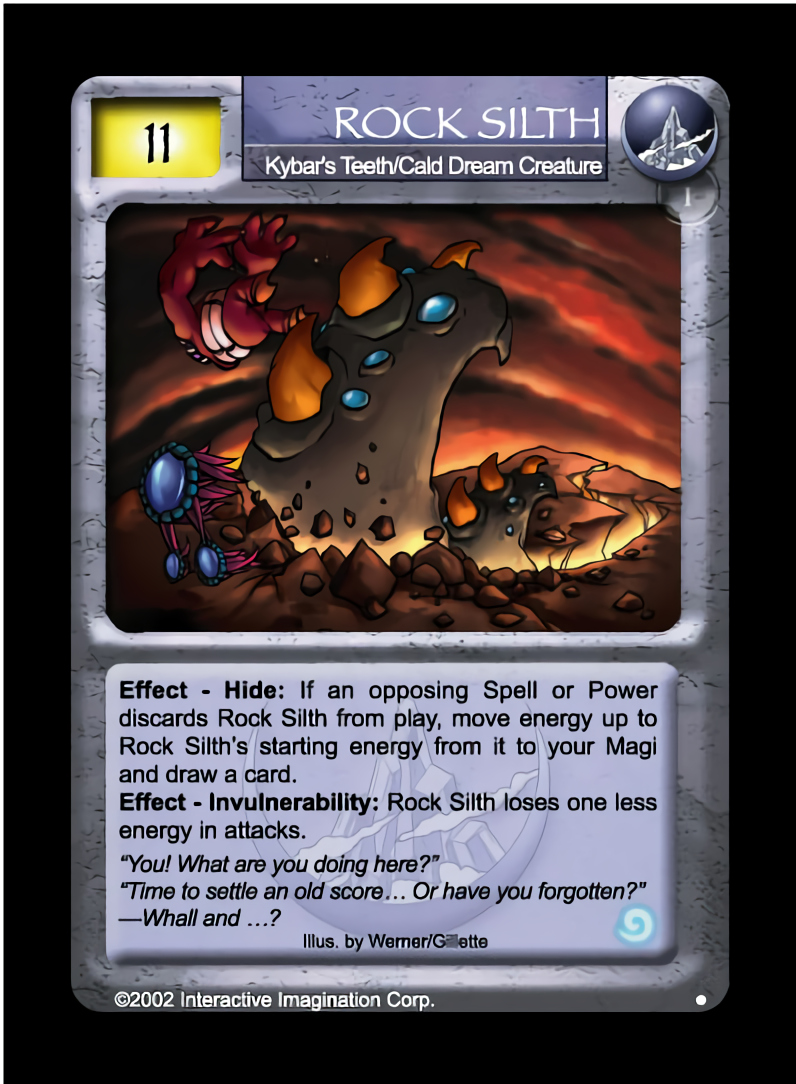 11
ROCK SILTH
Kybar's Teeth/Cald Dream Creature
1
Effect - Hide: If an opposing Spell or Power
discards Rock Silth from play, move energy up to
Rock Silth's starting energy from it to your Magi
and draw a card.
Effect - Invulnerability: Rock Silth loses one less
energy in attacks.
“You! What are you doing here?”
“Time to settle an old score… Or have you forgotten?”
—Whall and …?
Illus. by
©2002 Interactive Imagination Corp.